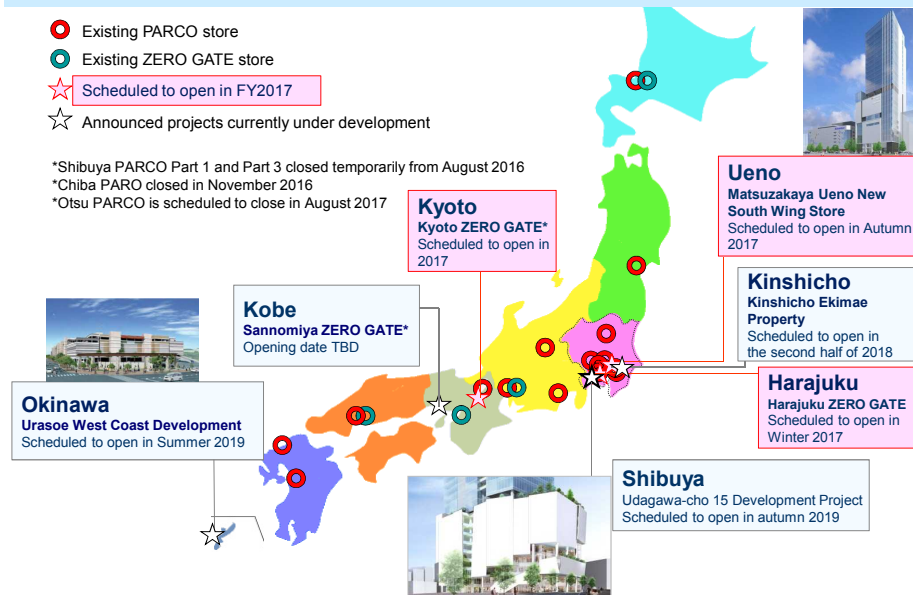 Existing PARCO store
Existing ZERO GATE store
Scheduled to open in FY2017
Announced projects currently under development
*Shibuya PARCO Part 1 and Part 3 closed temporarily from August 2016
*Chiba PARO closed in November 2016
*Otsu PARCO is scheduled to close in August 2017
Ueno
Matsuzakaya Ueno New
South Wing Store
Scheduled to open in Autumn
2017
Kyoto
Kyoto ZERO GATE*
Scheduled to open in
2017
Kinshicho
Kinshicho Ekimae
Property
Scheduled to open in
the second half of 2018
Kobe
Sannomiya ZERO GATE*
Opening date TBD
Harajuku
Harajuku ZERO GATE
Scheduled to open in
Winter 2017
Okinawa
Urasoe West Coast Development
Scheduled to open in Summer 2019
Shibuya
Udagawa-cho 15 Development Project
Scheduled to open in autumn 2019